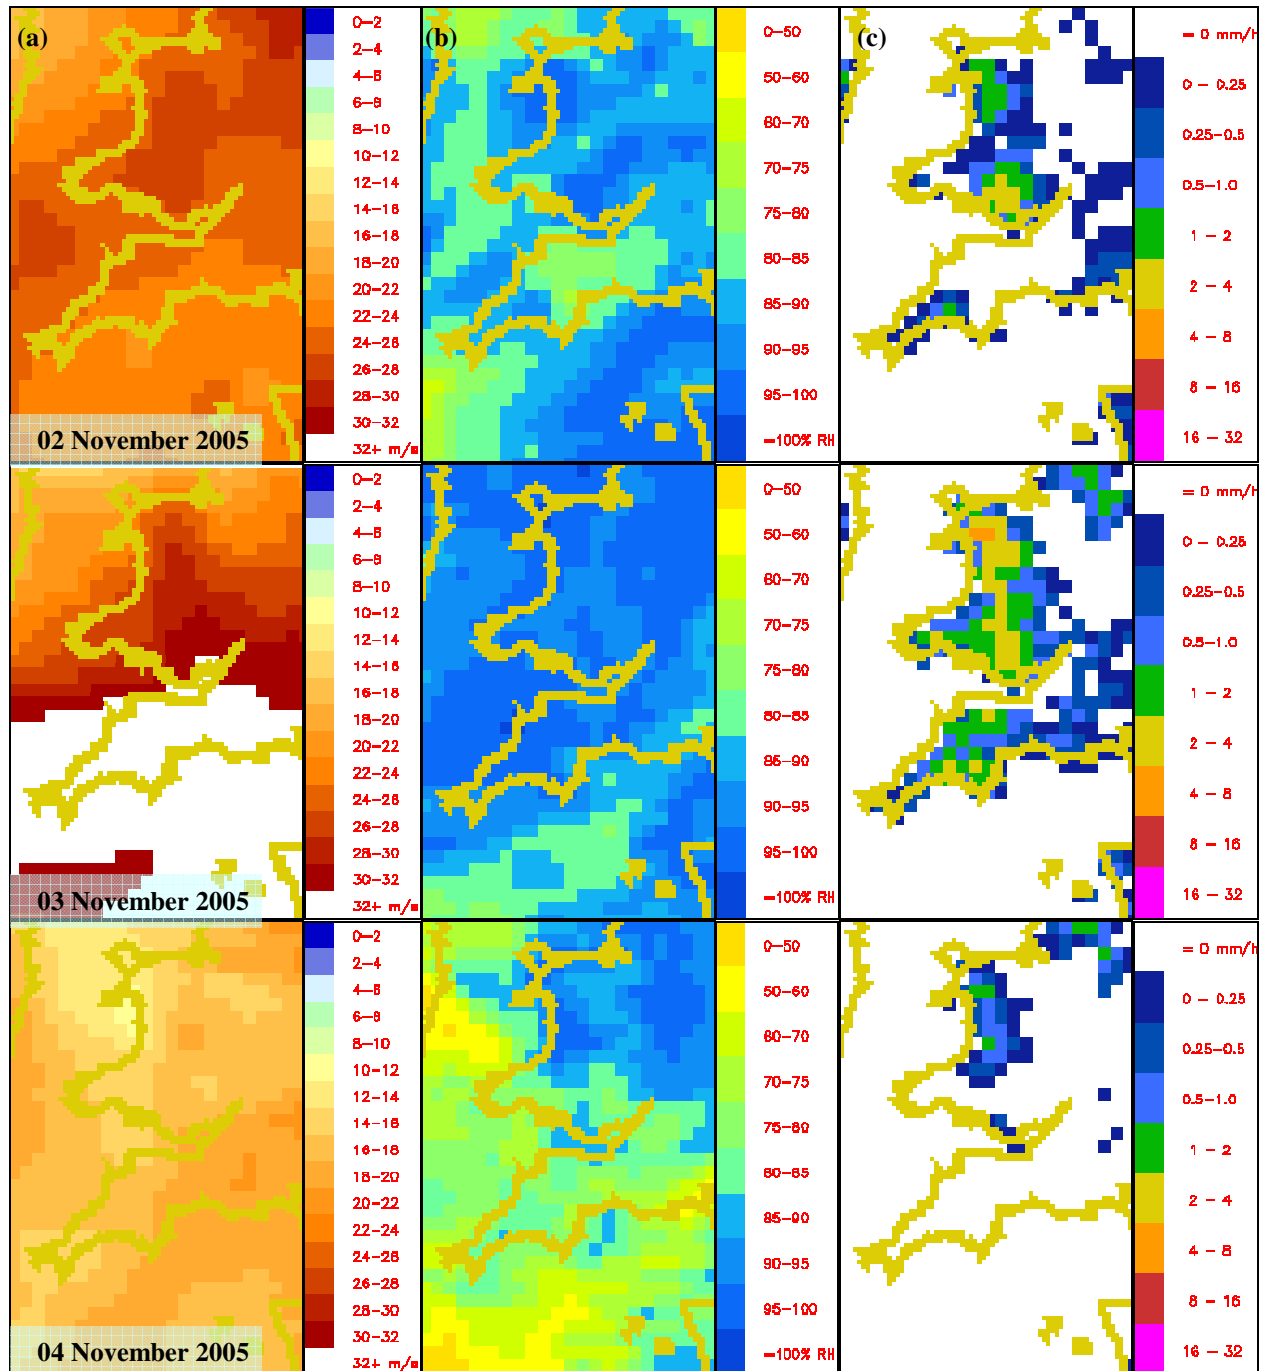 (a)
0-2
2-4
4-6
6-8
8-10
10-12
12-14
14-16
16-18
18-20
20-22
22-24
24-26
26-28
28-30
30-32
32+ m/s
02 November 2005
(b)
0-50
50-60
60-70
70-75
75-80
80-85
85-90
90-95
95-100
=100% RH
(c)
= 0 mm/h
0 - 0.25
0.25-0.5
0.5-1.0
1 - 2
2 - 4
4 - 8
8 - 16
16 - 32
0-2
2-4
4-6
6-8
8-10
10-12
12-14
14-16
16-18
18-20
20-22
22-24
24-26
26-28
28-30
30-32
32+ m/s
03 November 2005
0-50
50-60
60-70
70-75
75-80
80-85
85-90
90-95
95-100
=100% RH
= 0 mm/h
0 - 0.25
0.25-0.5
0.5-1.0
1 - 2
2 - 4
4 - 8
8 - 16
16 - 32
0-2
2-4
4-6
6-8
8-10
10-12
12-14
14-16
16-18
18-20
20-22
22-24
24-26
26-28
28-30
30-32
32+ m/s
04 November 2005
0-50
50-60
60-70
70-75
75-80
80-85
85-90
90-95
95-100
=100% RH
= 0 mm/h
0 - 0.25
0.25-0.5
0.5-1.0
1 - 2
2 - 4
4 - 8
8 - 16
16 - 32